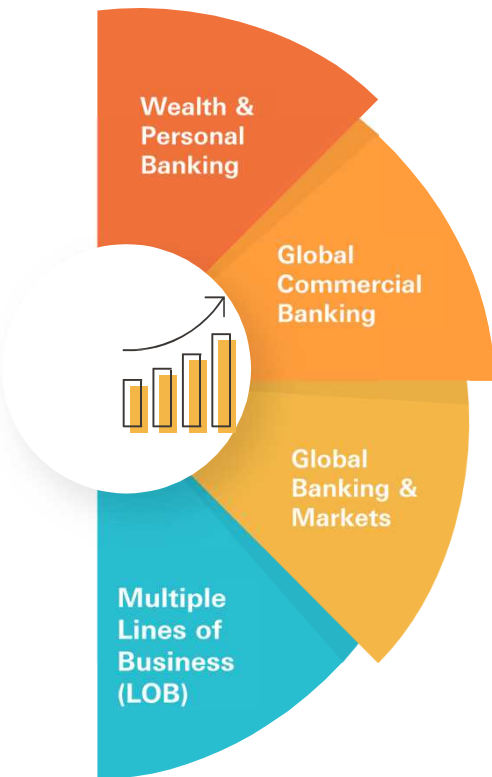 Wealth &
Personal
Banking
Global
Commercial
Banking
Global
Banking &
Markets
Multiple
Lines of
Business
(LOB)